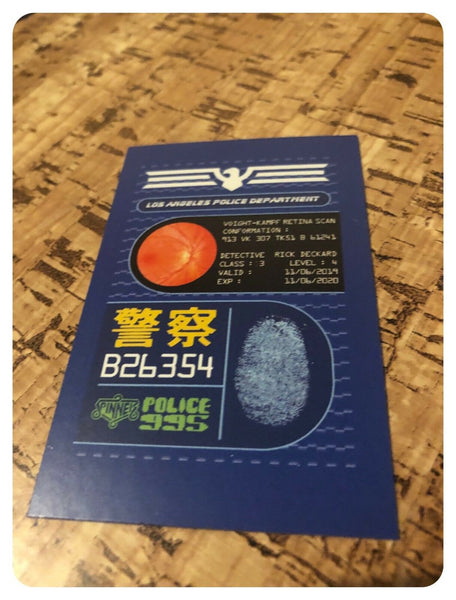 LOS ANGELES POLICE DEPARTMENT
VOIGHT-KAMPF RETINA SCAN
CONFORMATION :
913 VK 307 TK51 B 61241
DETECTIVE RICK DECKARD
CLASS : 3 LEVEL : 4
VALID : 11/06/2019
EXP : 11/06/2020
警察
B26354
SPINNER
POLICE
995